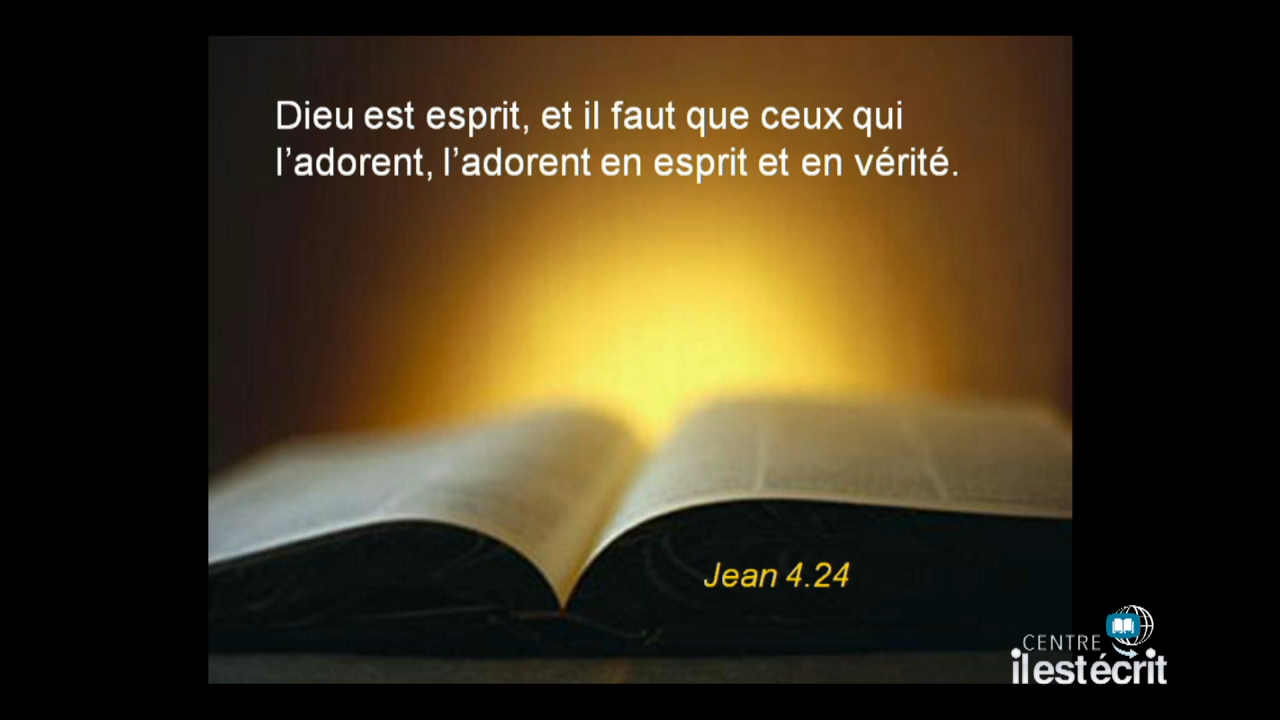 Dieu est esprit, et il faut que ceux qui
l’adorent, l’adorent en esprit et en vérité.
Jean 4.24
CENTRE
ilestécrit